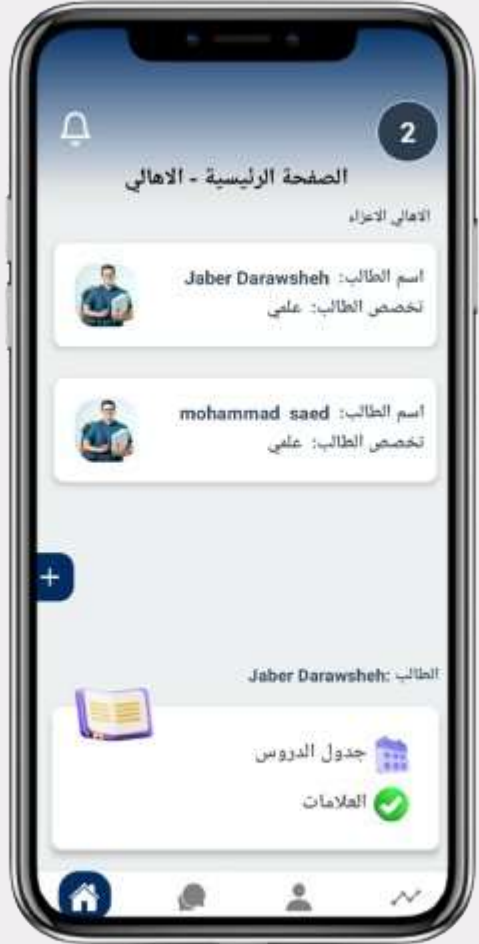 2
الصفحة الرئيسية - الاهالي
الاهالي الاعزاء
اسم الطالب: Jaber Darawsheh
تخصص الطالب: علمي
اسم الطالب: mohammad saed
تخصص الطالب: علمي
+
الطالب :Jaber Darawsheh
جدول الدروس
العلامات